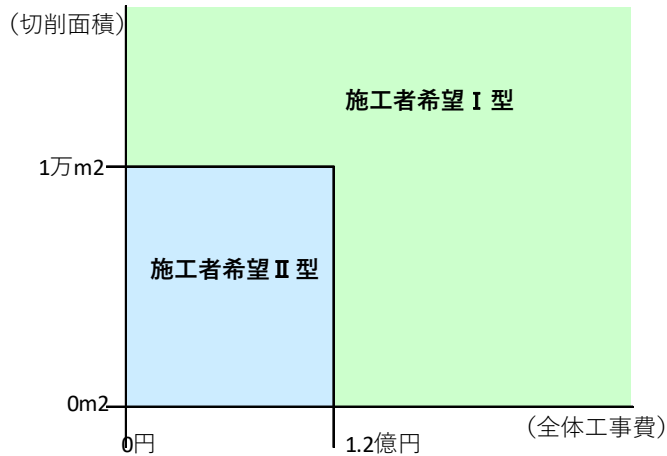 （切削面積）
施工者希望Ⅰ型
1万m2
施工者希望Ⅱ型
0m2
0円
1.2億円
（全体工事費）